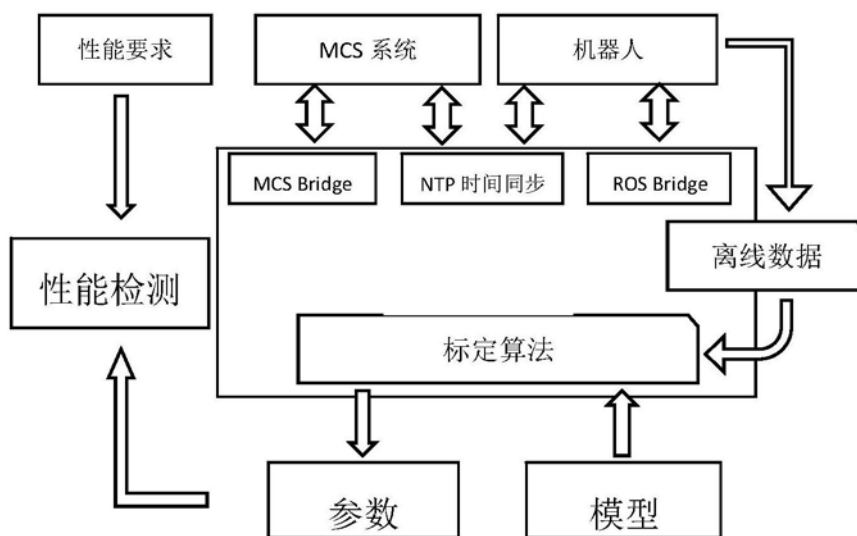 性能要求
MCS 系统
机器人
MCS Bridge
NTP 时间同步
ROS Bridge
性能检测
离线数据
标定算法
参数
模型